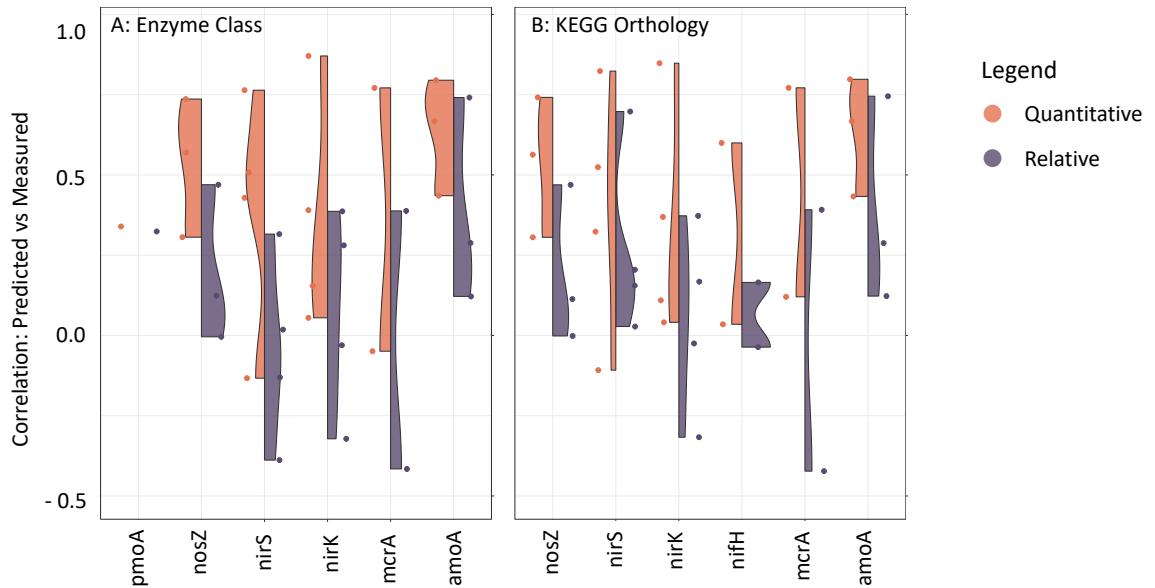 A: Enzyme Class
B: KEGG Orthology
Correlation: Predicted vs Measured
1.0
0.5
0.0
- 0.5
pmoA
nosZ
nirS
nirK
mcrA
amoA
nosZ
nirS
nirK
nifH
mcrA
amoA
Legend
Quantitative
Relative